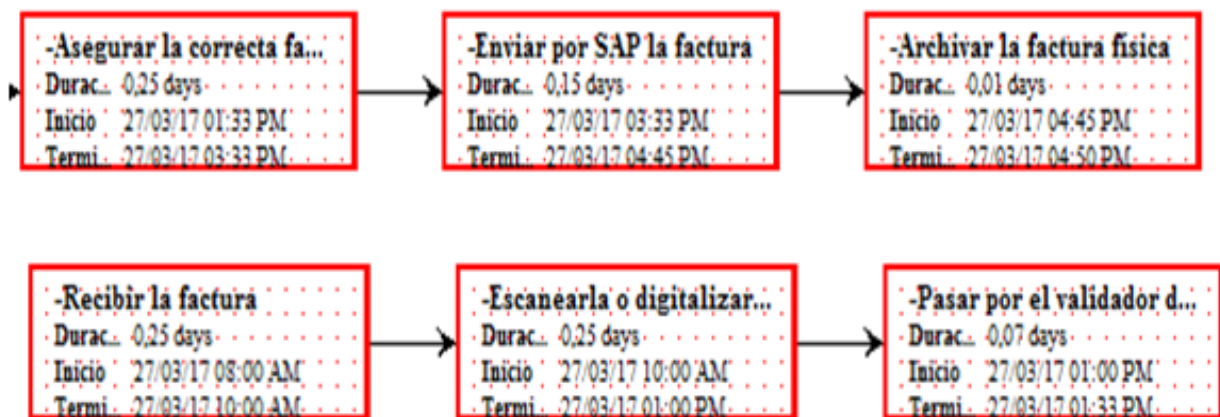 -Asegurar la correcta fa...
Durac... 0,25 days
Inicio 27/03/17 01:33 PM
Termi... 27/03/17 03:33 PM
-Enviar por SAP la factura
Durac... 0,15 days
Inicio 27/03/17 03:33 PM
Termi... 27/03/17 04:45 PM
-Archivar la factura física
Durac... 0,01 days
Inicio 27/03/17 04:45 PM
Termi... 27/03/17 04:50 PM
-Recibir la factura
Durac... 0,25 days
Inicio 27/03/17 08:00 AM
Termi... 27/03/17 10:00 AM
-Escanearla o digitalizar...
Durac... 0,25 days
Inicio 27/03/17 10:00 AM
Termi... 27/03/17 01:00 PM
-Pasar por el validador d...
Durac... 0,07 days
Inicio 27/03/17 01:00 PM
Termi... 27/03/17 01:33 PM